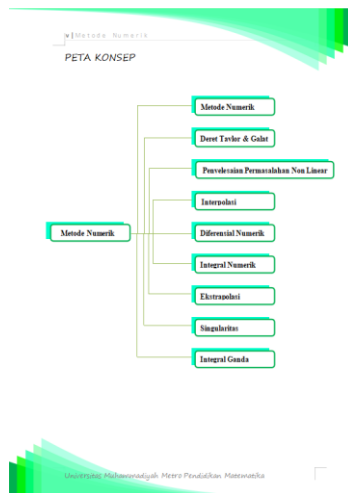 v | Metode Numerik
PETA KONSEP
Metode Numerik
Deret Taylor & Galat
Penyelesaian Permasalahan Non Linear
Interpolasi
Metode Numerik
Diferensial Numerik
Integral Numerik
Ekstrapolasi
Singularitas
Integral Ganda
Universitas Muhammadiyah Metro Pendidikan Matematika